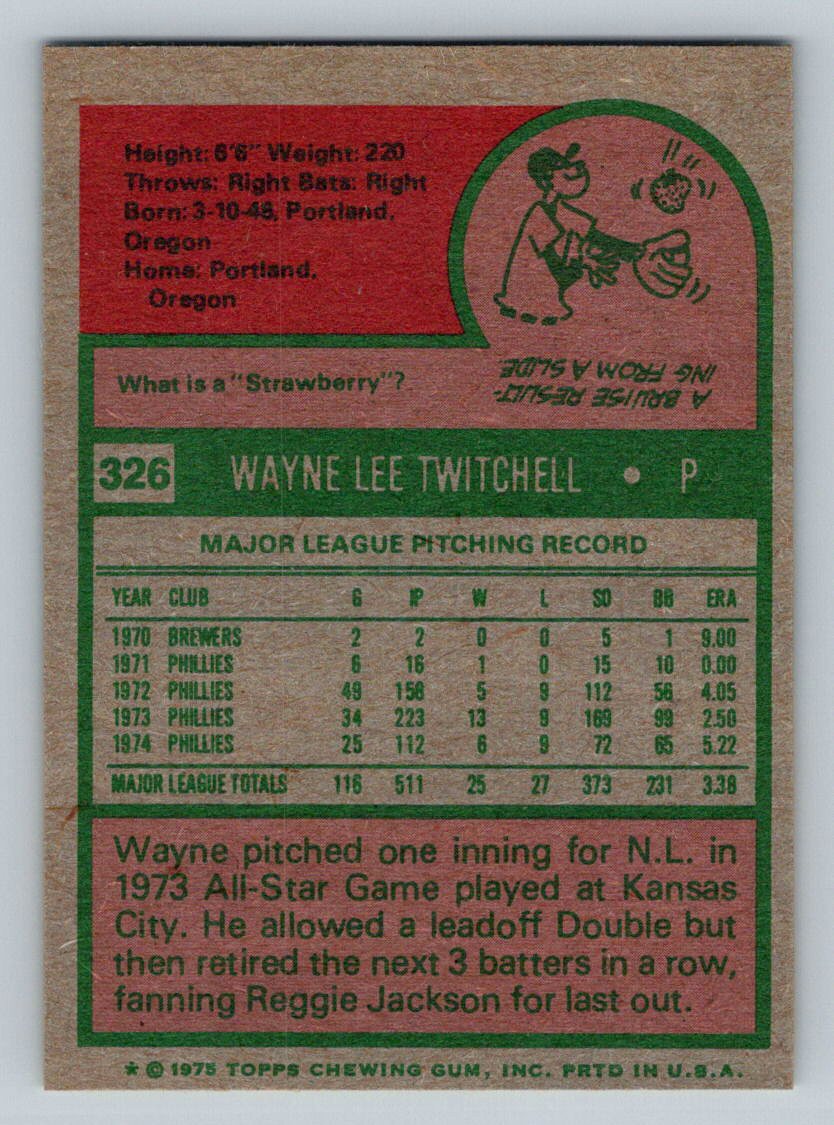 Height: 6'6" Weight: 220
Throws: Right Bats: Right
Born: 3-10-48, Portland,
Oregon
Home: Portland,
Oregon
What is a "Strawberry"?
A BRUISE RESULT-
ING FROM A SLIDE
326 WAYNE LEE TWITCHELL • P
MAJOR LEAGUE PITCHING RECORD
YEAR CLUB G IP W L SO BB ERA
1970 BREWERS 2 2 0 0 5 1 9.00
1971 PHILLIES 6 16 1 0 15 10 0.00
1972 PHILLIES 49 158 5 9 112 56 4.05
1973 PHILLIES 34 223 13 9 169 99 2.50
1974 PHILLIES 25 112 6 9 72 65 5.22
MAJOR LEAGUE TOTALS 116 511 25 27 373 231 3.38
Wayne pitched one inning for N.L. in
1973 All-Star Game played at Kansas
City. He allowed a leadoff Double but
then retired the next 3 batters in a row,
fanning Reggie Jackson for last out.
* © 1975 TOPPS CHEWING GUM, INC. PRTD IN U.S.A.